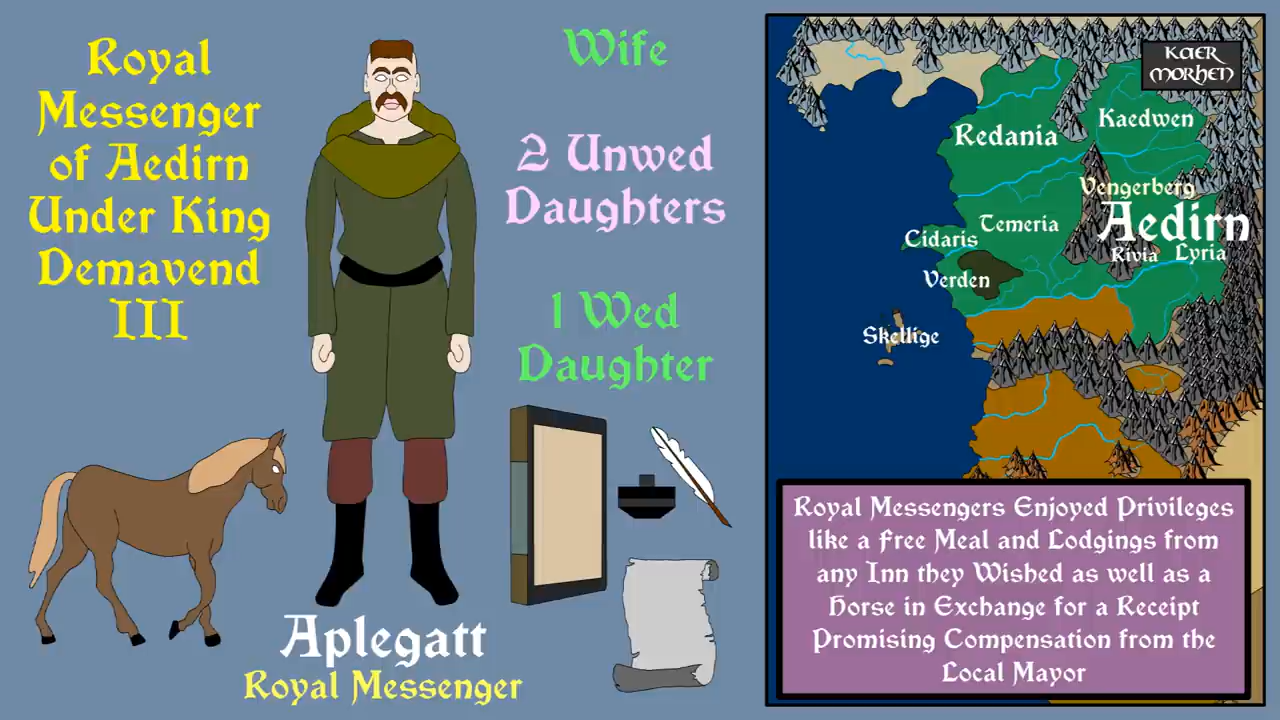 Royal
Messenger
of Aedirn
Under King
Demavend
III
Wife
2 Unwed
Daughters
1 Wed
Daughter
Aplegatt
Royal Messenger
KAER
MORHEN
Redania
Kaedwen
Vengerberg
Aedirn
Temeria
Cidaris
Rivia
Lyria
Verden
Skellige
Royal Messengers Enjoyed Privileges
like a Free Meal and Lodgings from
any Inn they Wished as well as a
Horse in Exchange for a Receipt
Promising Compensation from the
Local Mayor